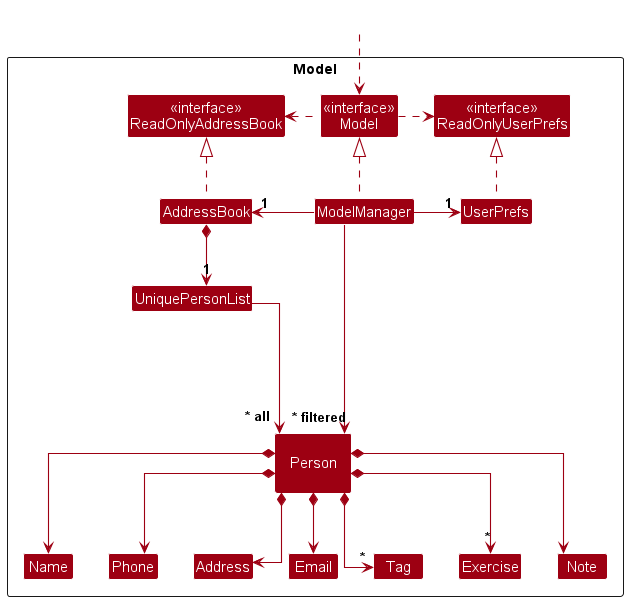 Model
«interface»
ReadOnlyAddressBook
«interface»
Model
«interface»
ReadOnlyUserPrefs
AddressBook
1
ModelManager
1
UserPrefs
1
UniquePersonList
* all
* filtered
Person
*
*
Name
Phone
Address
Email
Tag
Exercise
Note